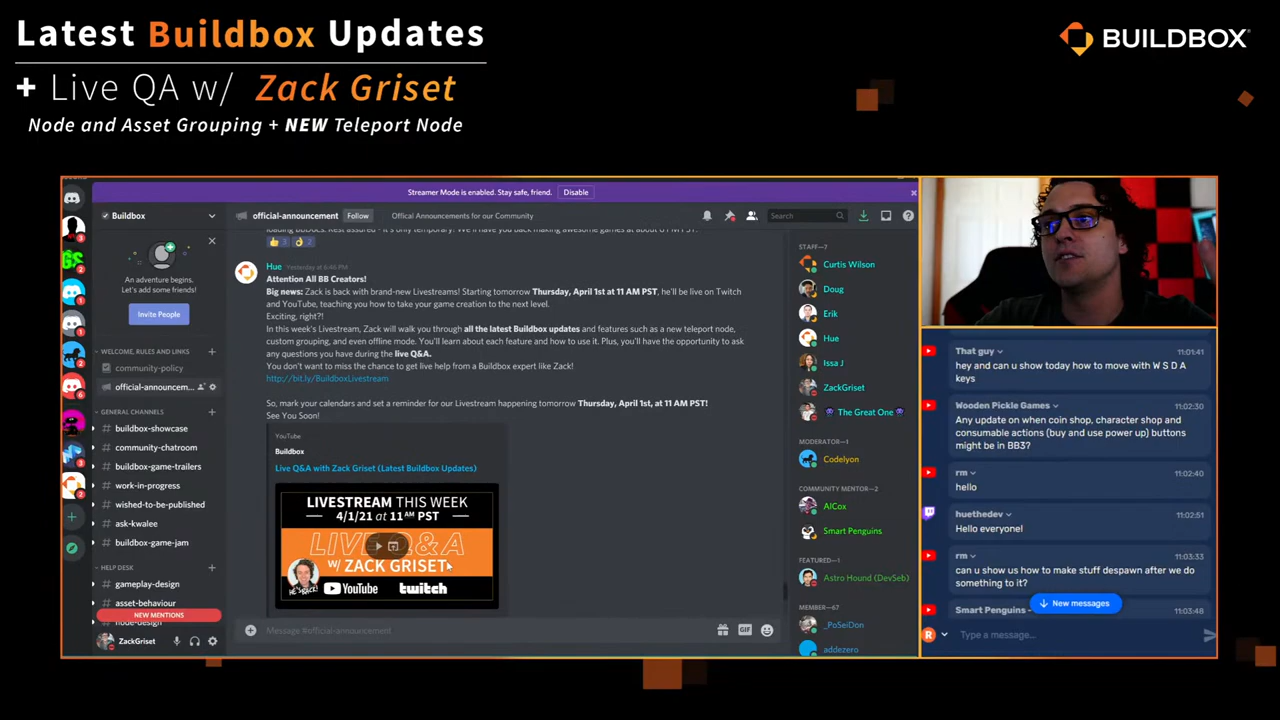 Latest Buildbox Updates
+ Live QA w/ Zack Griset
Node and Asset Grouping + NEW Teleport Node
BUILDBOX
Streamer Mode is enabled. Stay safe, friend. Disable
Buildbox
An adventure begins.
Let's add some friends!
Invite People
WELCOME, RULES AND LINKS
community-policy
official-announcem...
GENERAL CHANNELS
buildbox-showcase
community-chatroom
buildbox-game-trailers
work-in-progress
wished-to-be-published
ask-kwalee
buildbox-game-jam
HELP DESK
gameplay-design
asset-behaviour
NEW MENTIONS
node-design
ZackGriset
official-announcement Follow Offical Announcements for our Community
Search
3 2
Hue Yesterday at 6:46 PM
Attention All BB Creators!
Big news: Zack is back with brand-new Livestreams! Starting tomorrow Thursday, April 1st at 11 AM PST, he'll be live on Twitch
and YouTube, teaching you how to take your game creation to the next level.
Exciting, right?!
In this week's Livestream, Zack will walk you through all the latest Buildbox updates and features such as a new teleport node,
custom grouping, and even offline mode. You'll learn about each feature and how to use it. Plus, you'll have the opportunity to ask
any questions you have during the live Q&A.
You don't want to miss the chance to get live help from a Buildbox expert like Zack!
http://bit.ly/BuildboxLivestream
So, mark your calendars and set a reminder for our Livestream happening tomorrow Thursday, April 1st, at 11 AM PST!
See You Soon!
YouTube
Buildbox
Live Q&A with Zack Griset (Latest Buildbox Updates)
LIVESTREAM THIS WEEK
4/1/21 at 11AM PST
LIVE Q&A
W/ ZACK GRISET
HE'S BACK!
YouTube twitch
Message #official-announcement
GIF
STAFF—7
Curtis Wilson
Doug
Erik
Hue
Issa J
ZackGriset
The Great One
MODERATOR—1
Codelyon
COMMUNITY MENTOR—2
AlCox
Smart Penguins
FEATURED—1
Astro Hound (DevSeb)
MEMBER—67
_PoSeiDon
addezero
That guy 11:01:41
hey and can u show today how to move with W S D A
keys
Wooden Pickle Games 11:02:30
Any update on when coin shop, character shop and
consumable actions (buy and use power up) buttons
might be in BB3?
rm 11:02:40
hello
huethedev 11:02:51
Hello everyone!
rm 11:03:33
can u show us how to make stuff despawn after we do
something to it?
New messages
Smart Penguins 11:03:48
R
Type a message...